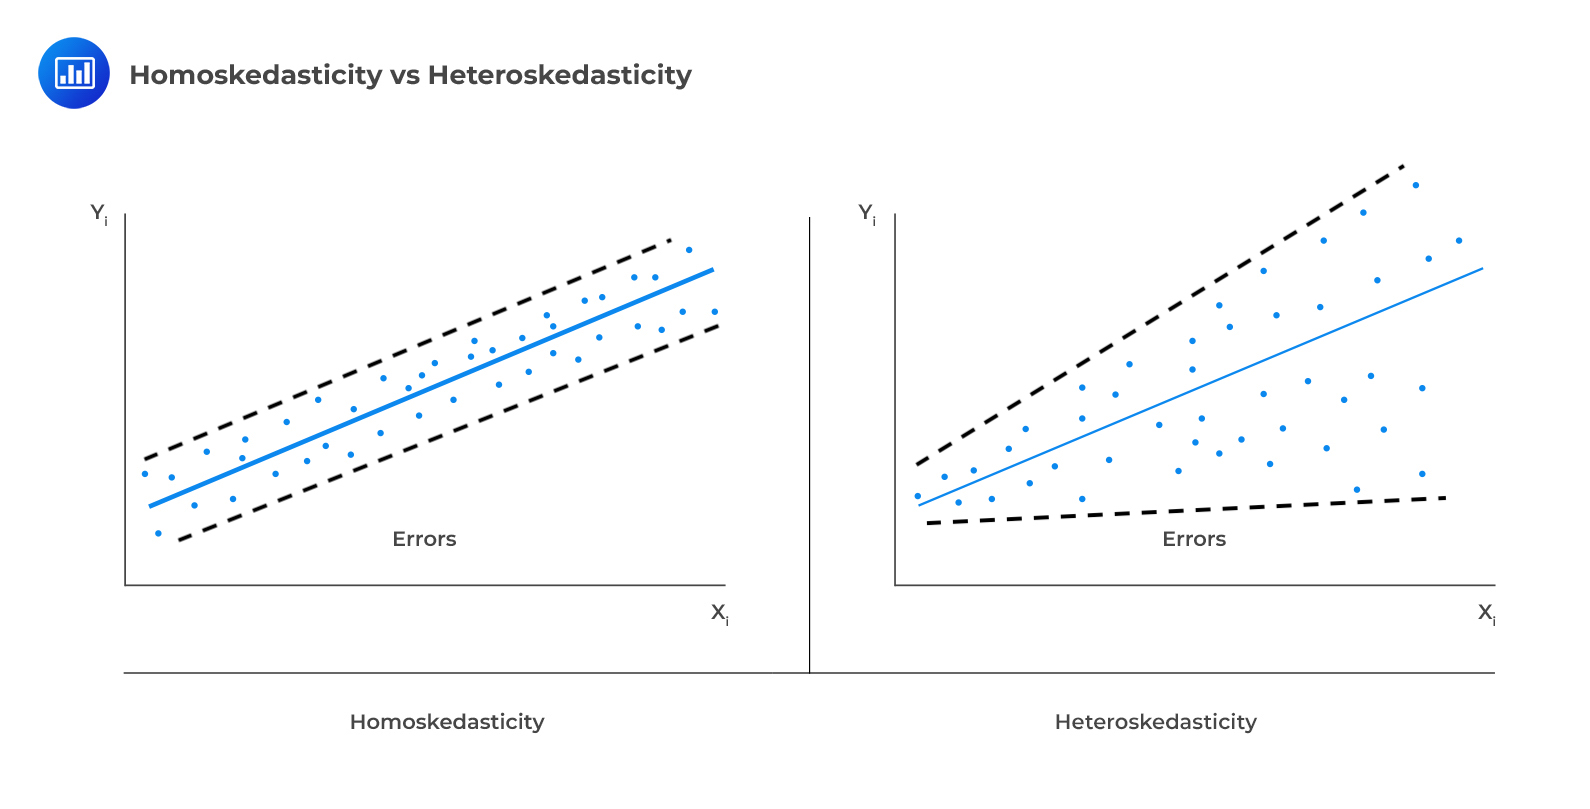 Homoskedasticity vs Heteroskedasticity
Yi
Yi
Errors
Errors
Xi
Xi
Homoskedasticity
Heteroskedasticity